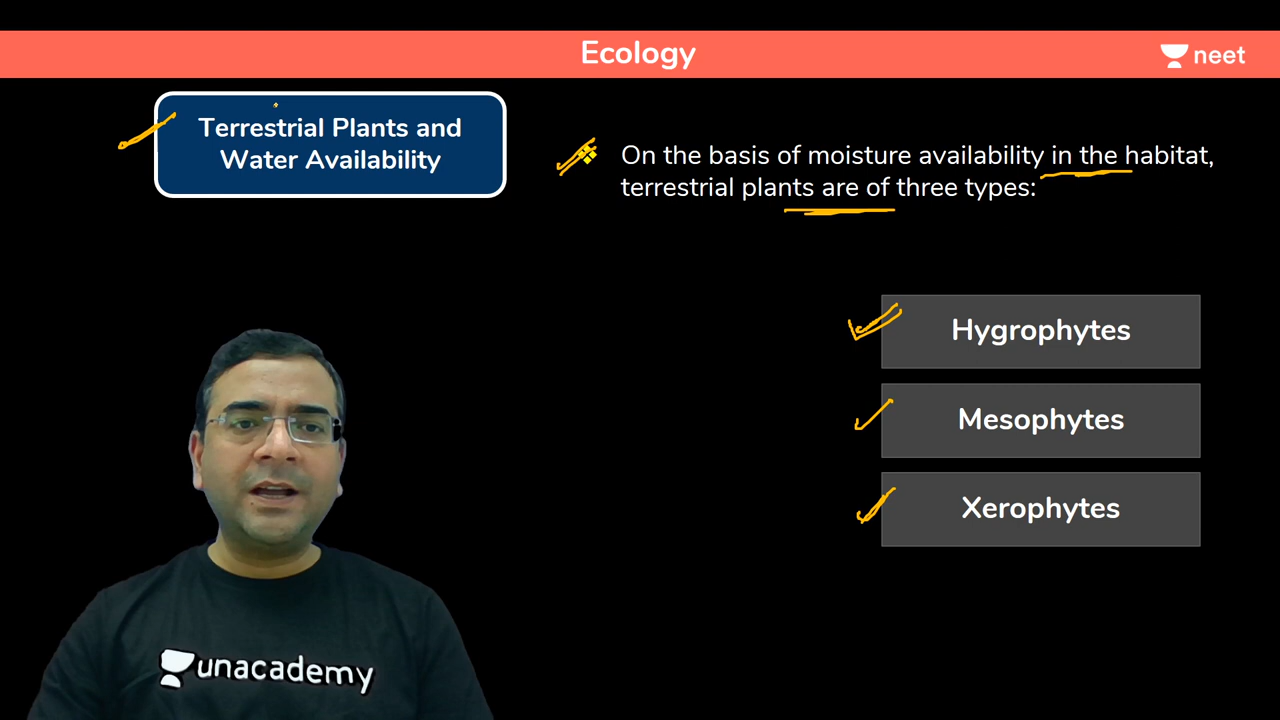 Ecology
neet
Terrestrial Plants and
Water Availability
On the basis of moisture availability in the habitat,
terrestrial plants are of three types:
Hygrophytes
Mesophytes
Xerophytes
unacademy